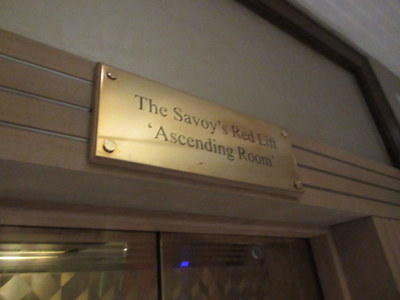 The Savoy's Red Lift
'Ascending Room'